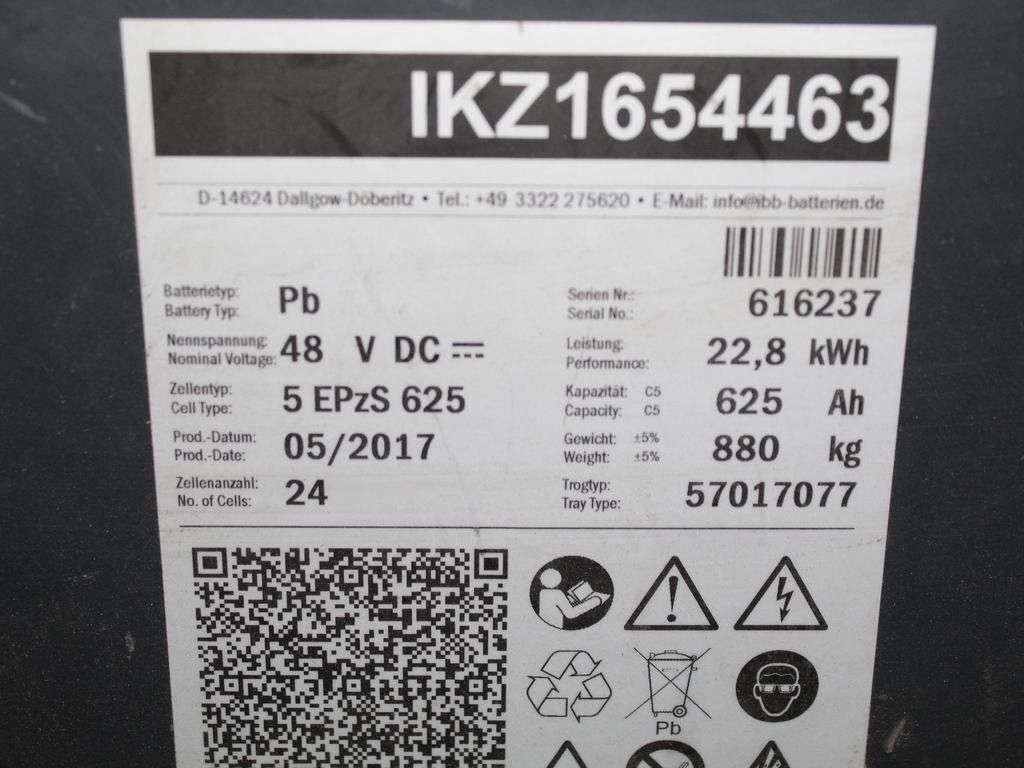 IKZ1654463
D-14624 Dallgow-Döberitz • Tel.: +49 3322 275620 • E-Mail: info@ibb-batterien.de
Batterietyp:
Battery Typ:
Pb
Serien Nr.:
Serial No.:
616237
Nennspannung:
Nominal Voltage:
48 V DC
Leistung:
Performance:
22,8 kWh
Zellentyp:
Cell Type:
5 EPzS 625
Kapazität: C5
Capacity: C5
625 Ah
Prod.-Datum:
Prod.-Date:
05/2017
Gewicht: ±5%
Weight: ±5%
880 kg
Zellenanzahl:
No. of Cells:
24
Trogtyp:
Tray Type:
57017077
Pb